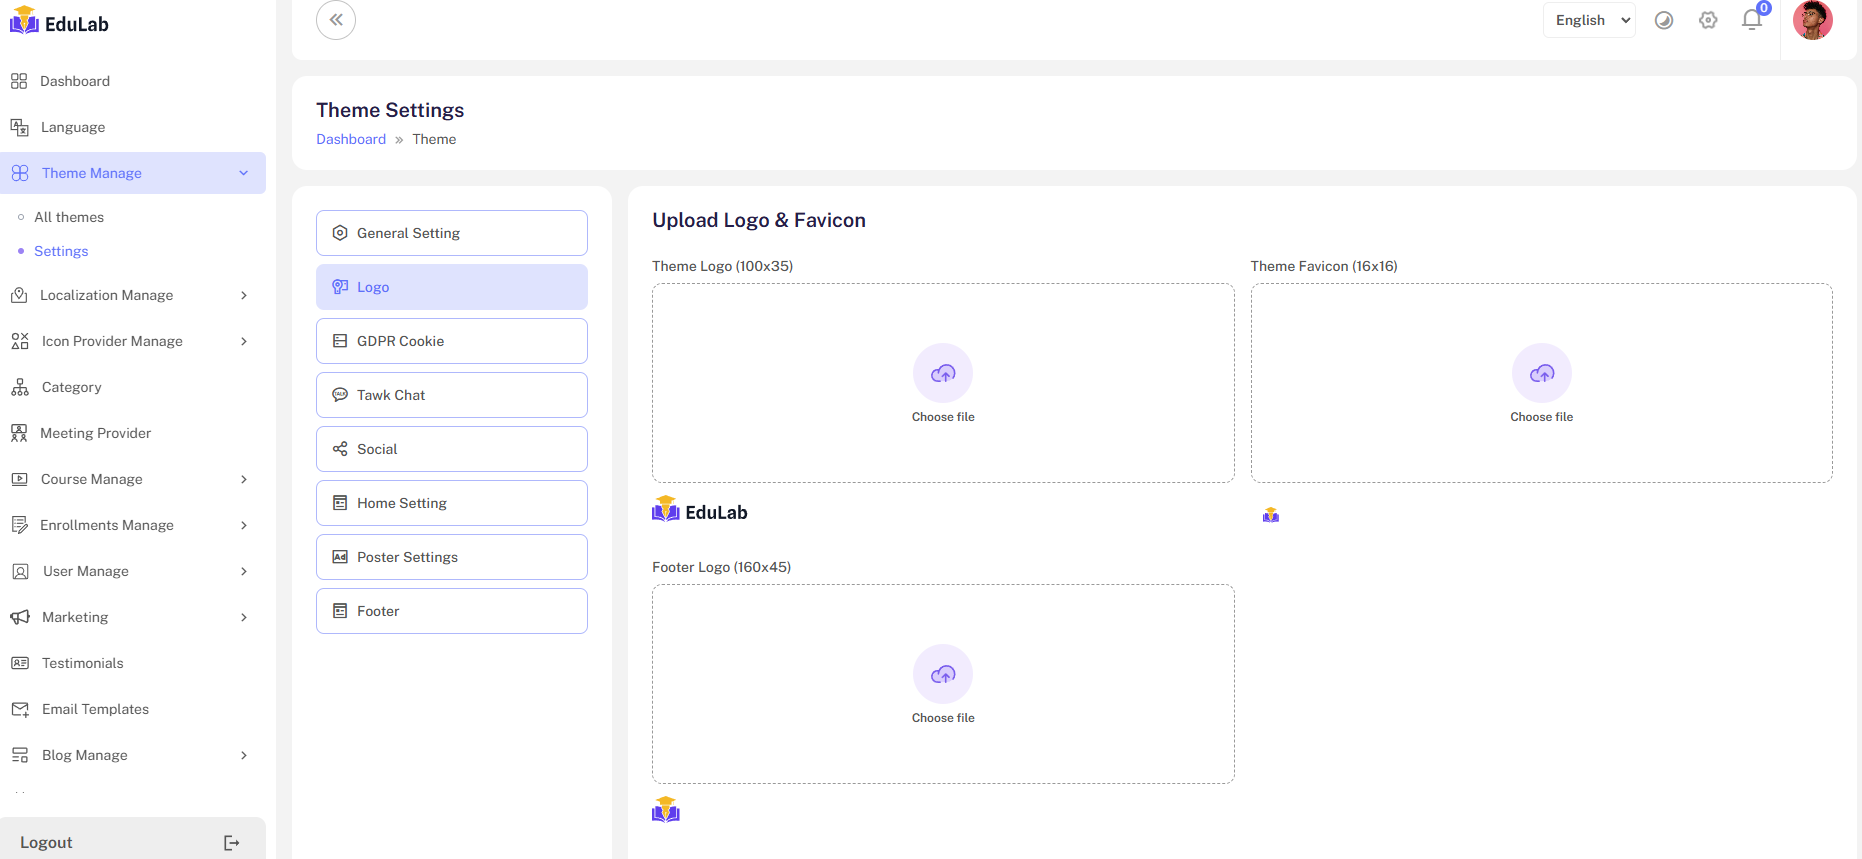 EduLab
English
0
Dashboard
Language
Theme Manage
All themes
Settings
Localization Manage
Icon Provider Manage
Category
Meeting Provider
Course Manage
Enrollments Manage
User Manage
Marketing
Testimonials
Email Templates
Blog Manage
Logout
Theme Settings
Dashboard » Theme
General Setting
Logo
GDPR Cookie
Tawk Chat
Social
Home Setting
Ad Poster Settings
Footer
Upload Logo & Favicon
Theme Logo (100x35)
Choose file
EduLab
Theme Favicon (16x16)
Choose file
Footer Logo (160x45)
Choose file